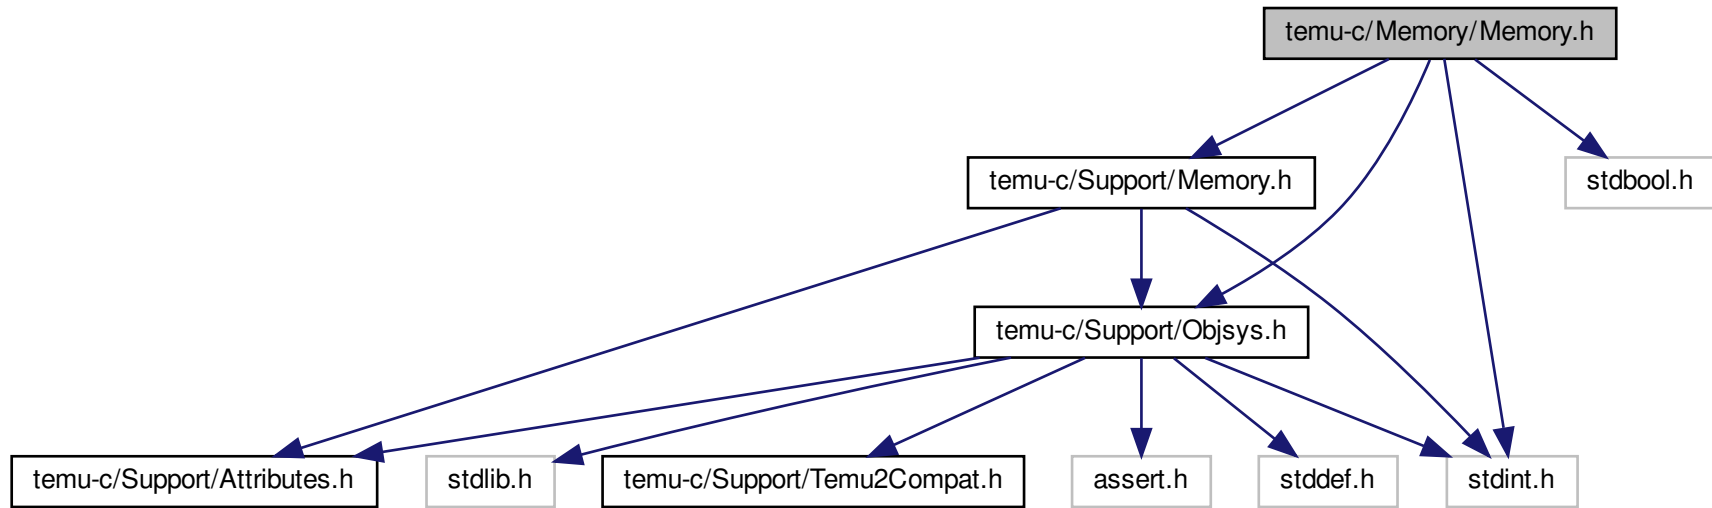 temu-c/Memory/Memory.h
temu-c/Support/Memory.h
stdbool.h
temu-c/Support/Objsys.h
temu-c/Support/Attributes.h
stdlib.h
temu-c/Support/Temu2Compat.h
assert.h
stddef.h
stdint.h